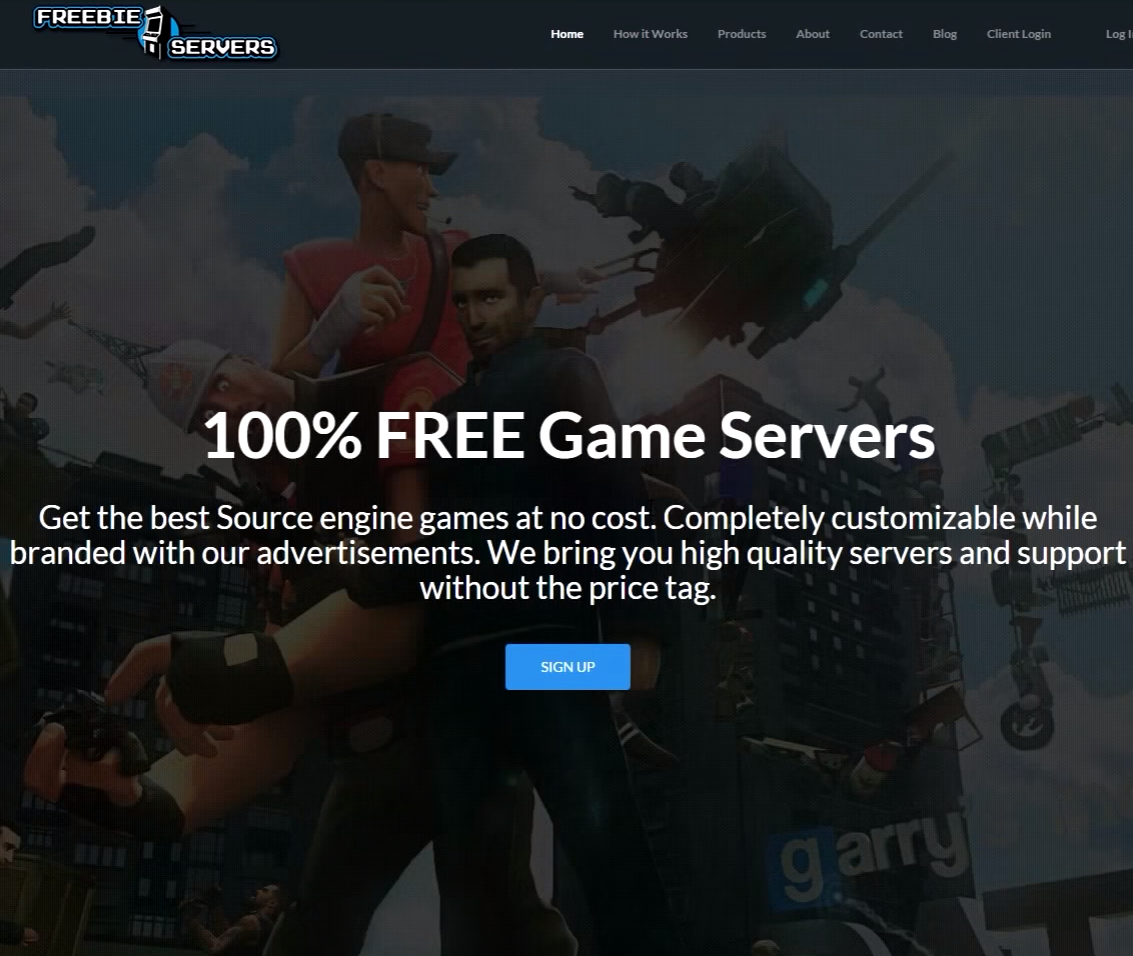 FREEBIE
SERVERS
Home How it Works Products About Contact Blog Client Login Log I
100% FREE Game Servers
Get the best Source engine games at no cost. Completely customizable while
branded with our advertisements. We bring you high quality servers and support
without the price tag.
SIGN UP
g garry